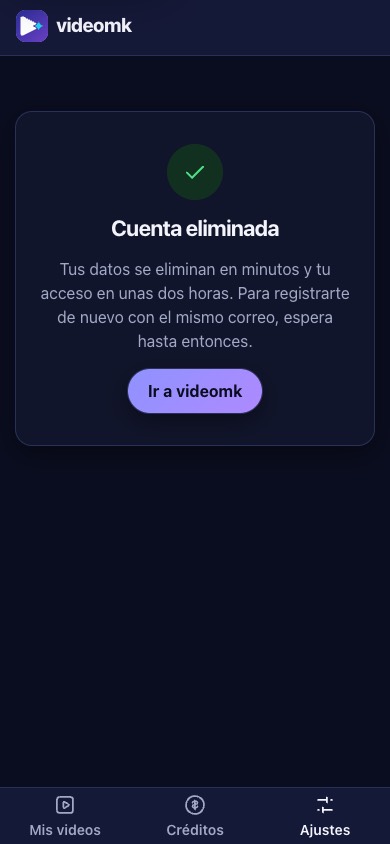 videomk
Cuenta eliminada
Tus datos se eliminan en minutos y tu
acceso en unas dos horas. Para registrarte
de nuevo con el mismo correo, espera
hasta entonces.
Ir a videomk
Mis videos
Créditos
Ajustes